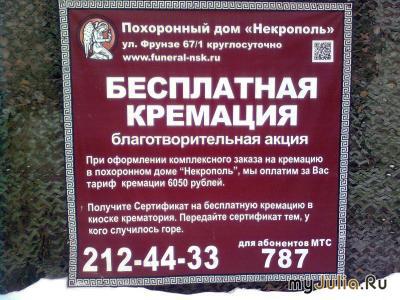 Похоронный дом «Некрополь»
ул. Фрунзе 67/1 круглосуточно
www.funeral-nsk.ru
БЕСПЛАТНАЯ
КРЕМАЦИЯ
благотворительная акция
При оформлении комплексного заказа на кремацию
в похоронном доме "Некрополь", мы оплатим за Вас
тариф кремации 6050 рублей.
Получите Сертификат на бесплатную кремацию в
киоске крематория. Передайте сертификат тем, у
кого случилось горе.
для абонентов МТС
212-44-33 787
myJulia.Ru